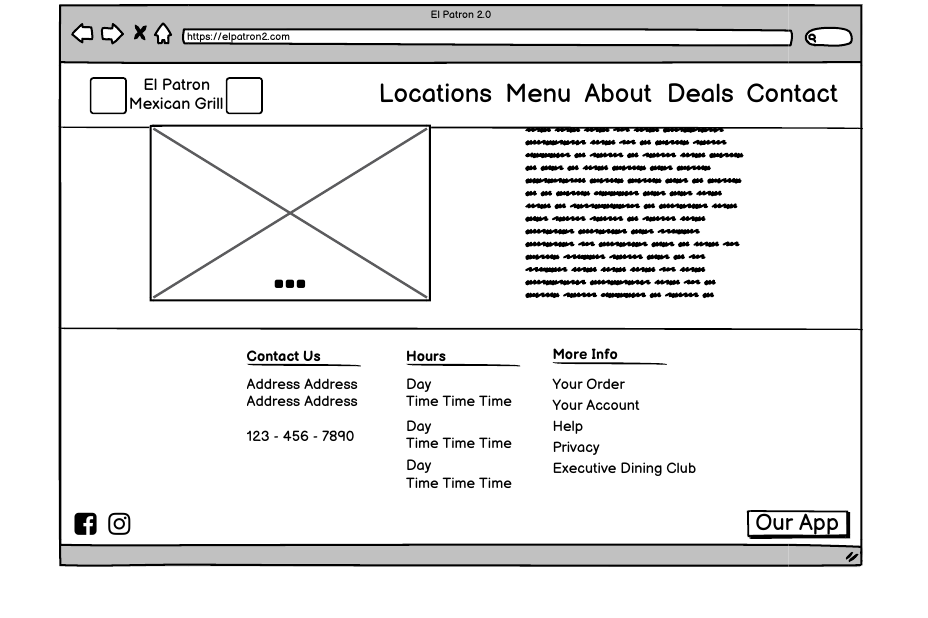 El Patron 2.0
https://elpatron2.com
El Patron
Mexican Grill
Locations Menu About Deals Contact
Contact Us
Address Address
Address Address
123 - 456 - 7890
Hours
Day
Time Time Time
Day
Time Time Time
Day
Time Time Time
More Info
Your Order
Your Account
Help
Privacy
Executive Dining Club
Our App